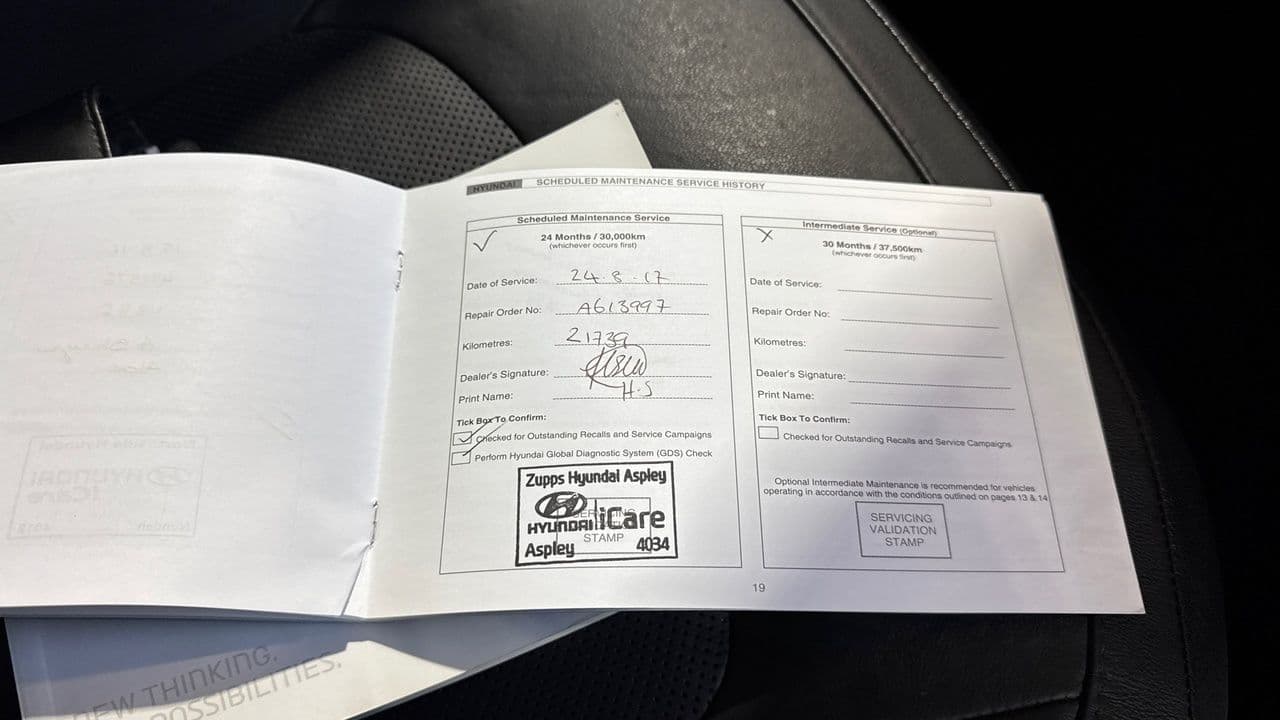 HYUNDAI SCHEDULED MAINTENANCE SERVICE HISTORY
Scheduled Maintenance Service
24 Months / 30,000km
(whichever occurs first)
Date of Service: 24.8.17
Repair Order No: A613997
Kilometres: 21739
Dealer's Signature:
Print Name: H.S
Tick Box To Confirm:
Checked for Outstanding Recalls and Service Campaigns
Perform Hyundai Global Diagnostic System (GDS) Check
Zupps Hyundai Aspley
HYUNDAI iCare
STAMP
Aspley 4034
Intermediate Service (Optional)
30 Months / 37,500km
(whichever occurs first)
Date of Service:
Repair Order No:
Kilometres:
Dealer's Signature:
Print Name:
Tick Box To Confirm:
Checked for Outstanding Recalls and Service Campaigns
Optional Intermediate Maintenance is recommended for vehicles
operating in accordance with the conditions outlined on pages 13 & 14
SERVICING
VALIDATION
STAMP
19
THINKING.